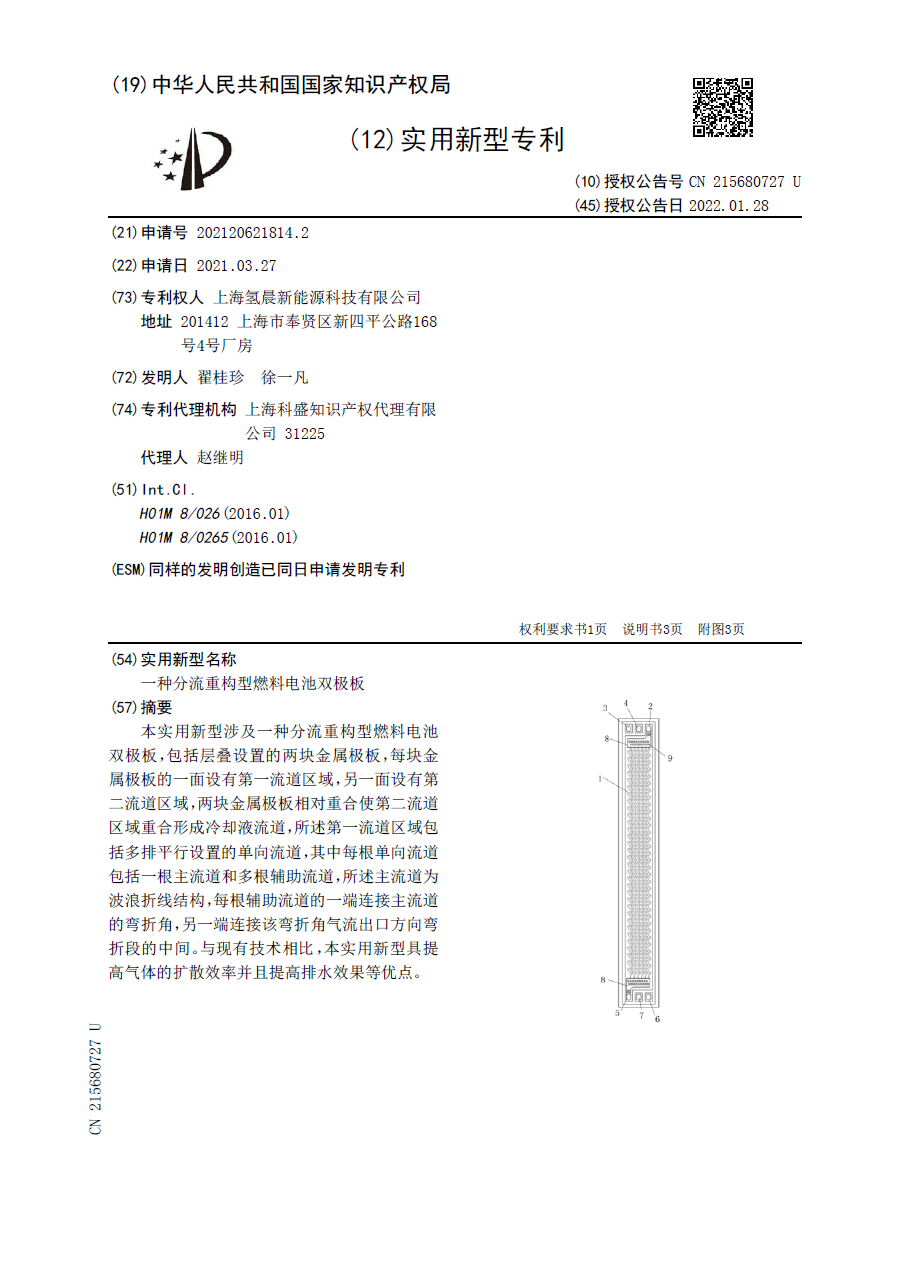 (19)中华人民共和国国家知识产权局
(12)实用新型专利
(10)授权公告号 CN 215680727 U
(45)授权公告日 2022.01.28
(21)申请号 202120621814.2
(22)申请日 2021.03.27
(73)专利权人 上海氢晨新能源科技有限公司
地址 201412 上海市奉贤区新四平公路168
号4号厂房
(72)发明人 翟桂珍 徐一凡
(74)专利代理机构 上海科盛知识产权代理有限
公司 31225
代理人 赵继明
(51)Int.Cl.
H01M 8/026(2016.01)
H01M 8/0265(2016.01)
(ESM)同样的发明创造已同日申请发明专利
权利要求书1页 说明书3页 附图3页
(54)实用新型名称
一种分流重构型燃料电池双极板
(57)摘要
本实用新型涉及一种分流重构型燃料电池
双极板,包括层叠设置的两块金属极板,每块金
属极板的一面设有第一流道区域,另一面设有第
二流道区域,两块金属极板相对重合使第二流道
区域重合形成冷却液流道,所述第一流道区域包
括多排平行设置的单向流道,其中每根单向流道
包括一根主流道和多根辅助流道,所述主流道为
波浪折线结构,每根辅助流道的一端连接主流道
的弯折角,另一端连接该弯折角气流出口方向弯
折段的中间。与现有技术相比,本实用新型具提
高气体的扩散效率并且提高排水效果等优点。
3 4 2
8
9
1
8
5 7 6
CN 215680727 U